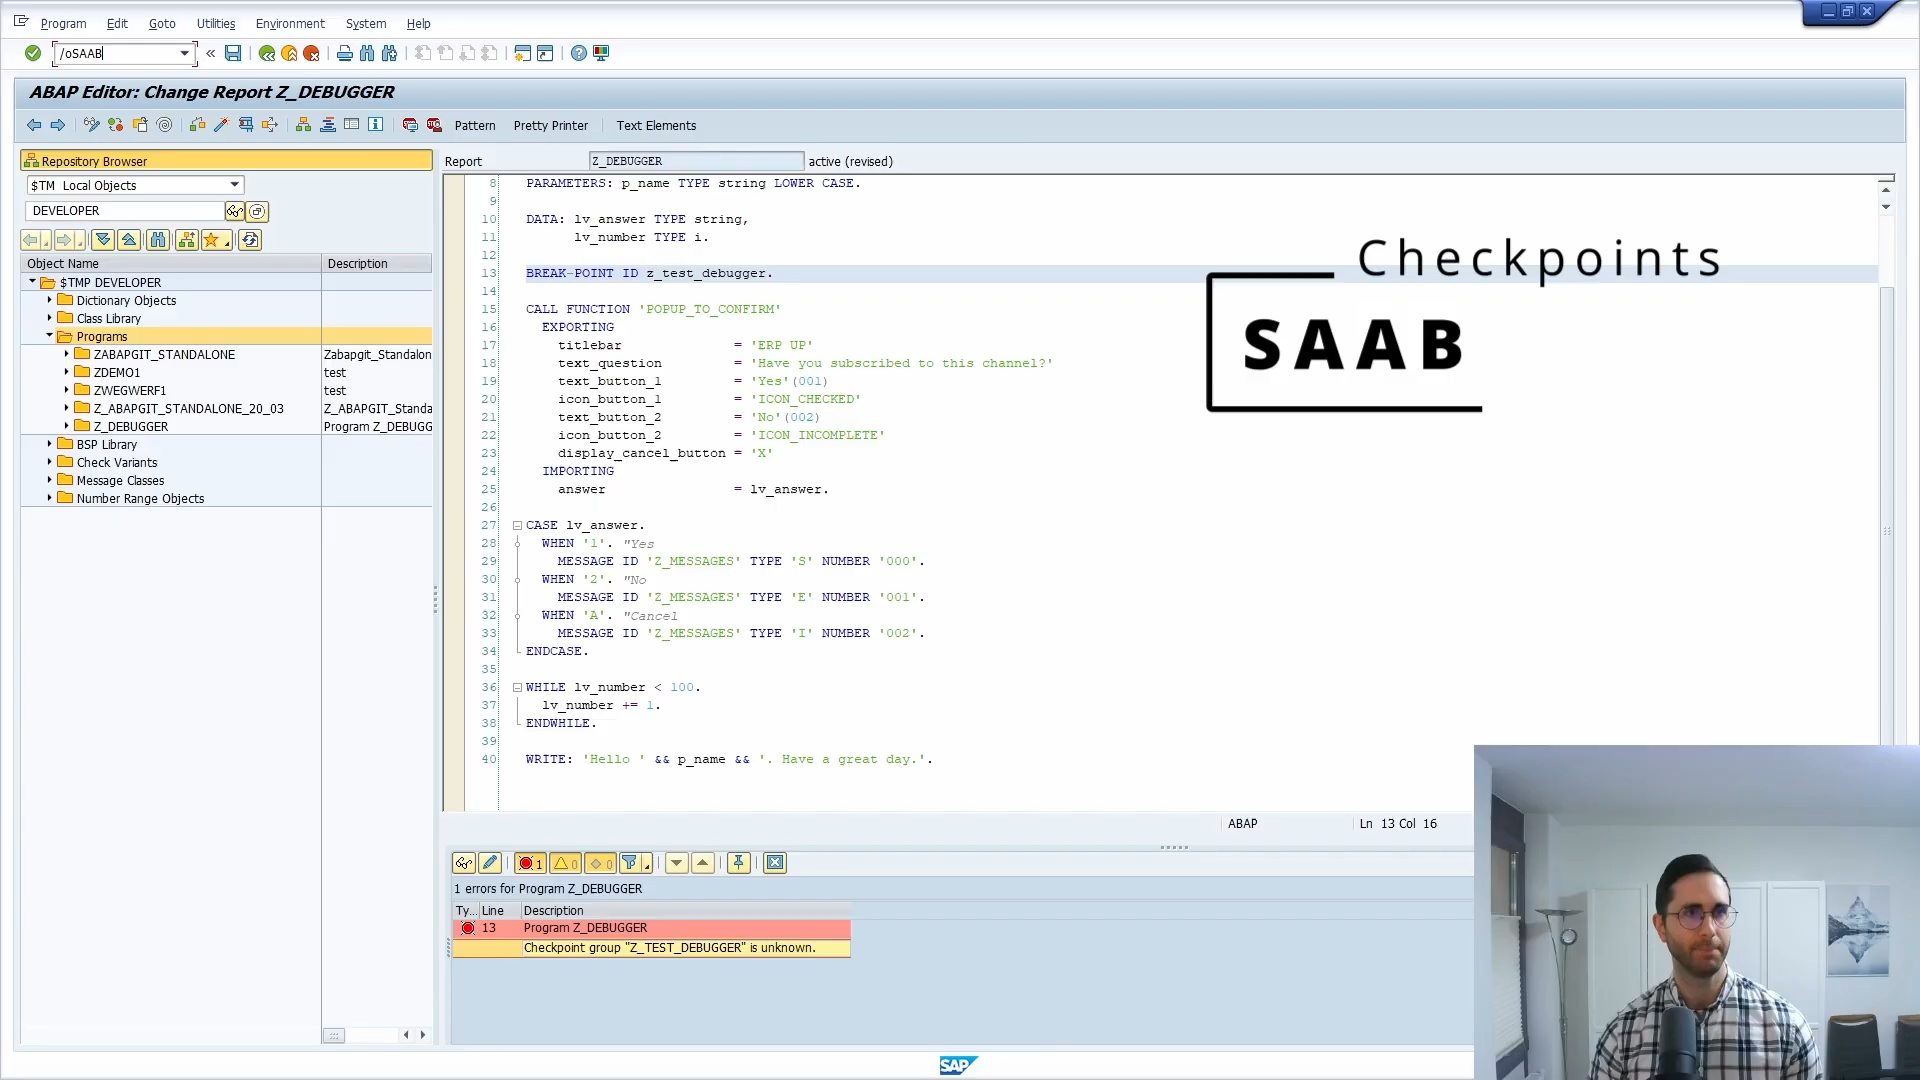 Program Edit Goto Utilities Environment System Help
/oSAAB
«
ABAP Editor: Change Report Z_DEBUGGER
Pattern Pretty Printer Text Elements
Repository Browser
$TM Local Objects
DEVELOPER
Object Name Description
$TMP DEVELOPER
Dictionary Objects
Class Library
Programs
ZABAPGIT_STANDALONE Zabapgit_Standalon
ZDEMO1 test
ZWEGWERF1 test
Z_ABAPGIT_STANDALONE_20_03 Z_ABAPGIT_Standa
Z_DEBUGGER Program Z_DEBUGG
BSP Library
Check Variants
Message Classes
Number Range Objects
Report Z_DEBUGGER active (revised)
8 PARAMETERS: p_name TYPE string LOWER CASE.
9
10 DATA: lv_answer TYPE string,
11 lv_number TYPE i.
12
13 BREAK-POINT ID z_test_debugger.
14
15 CALL FUNCTION 'POPUP_TO_CONFIRM'
16 EXPORTING
17 titlebar = 'ERP UP'
18 text_question = 'Have you subscribed to this channel?'
19 text_button_1 = 'Yes'(001)
20 icon_button_1 = 'ICON_CHECKED'
21 text_button_2 = 'No'(002)
22 icon_button_2 = 'ICON_INCOMPLETE'
23 display_cancel_button = 'X'
24 IMPORTING
25 answer = lv_answer.
26
27 CASE lv_answer.
28 WHEN '1'. "Yes
29 MESSAGE ID 'Z_MESSAGES' TYPE 'S' NUMBER '000'.
30 WHEN '2'. "No
31 MESSAGE ID 'Z_MESSAGES' TYPE 'E' NUMBER '001'.
32 WHEN 'A'. "Cancel
33 MESSAGE ID 'Z_MESSAGES' TYPE 'I' NUMBER '002'.
34 ENDCASE.
35
36 WHILE lv_number < 100.
37 lv_number += 1.
38 ENDWHILE.
39
40 WRITE: 'Hello ' && p_name && '. Have a great day.'.
Checkpoints
SAAB
ABAP Ln 13 Col 16
1 0 0
1 errors for Program Z_DEBUGGER
Ty... Line Description
13 Program Z_DEBUGGER
Checkpoint group "Z_TEST_DEBUGGER" is unknown.
SAP